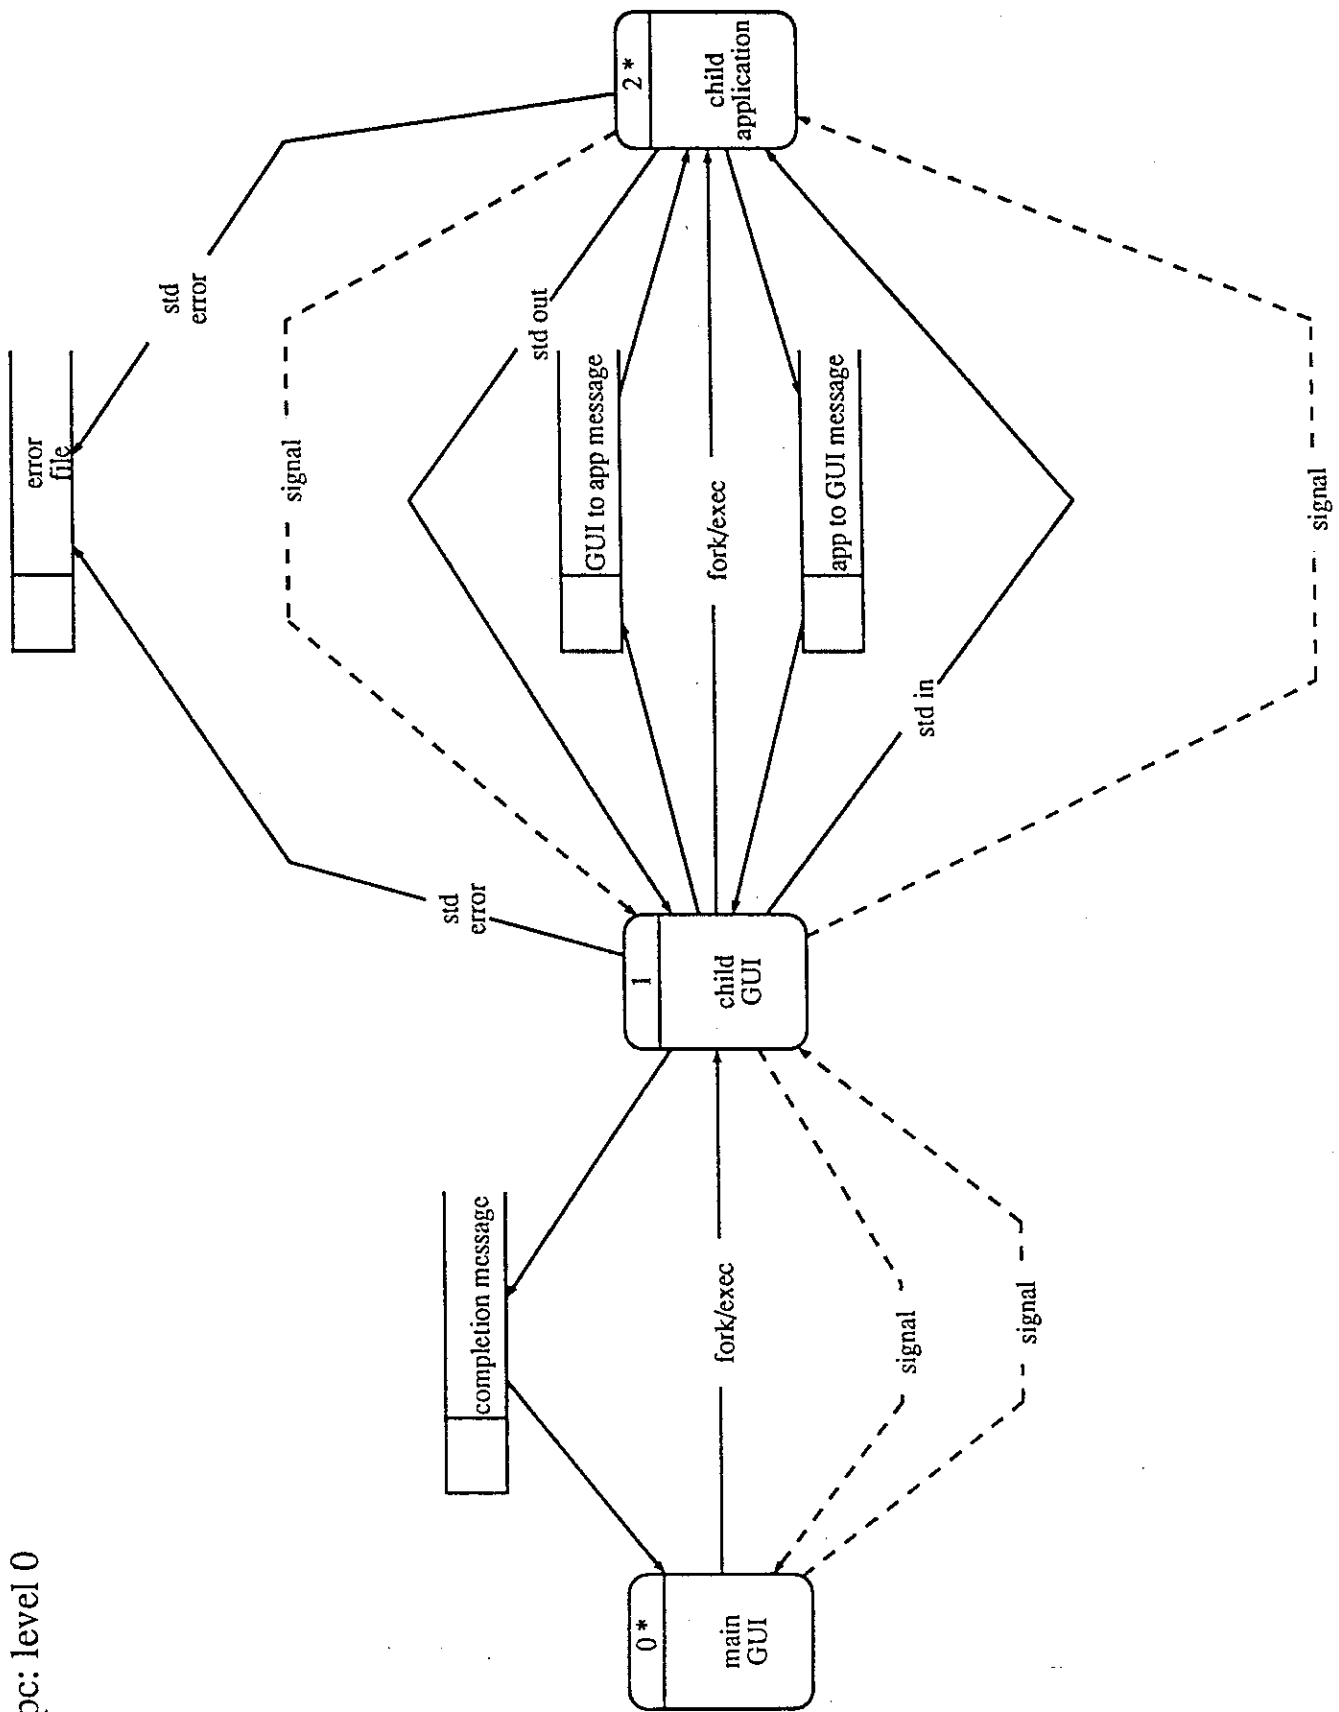 pc: level 0
error
file
std
error
signal
std
error
completion message
std out
GUI to app message
0 *
1
2 *
main
GUI
fork/exec
child
GUI
fork/exec
child
application
app to GUI message
signal
std in
signal
signal